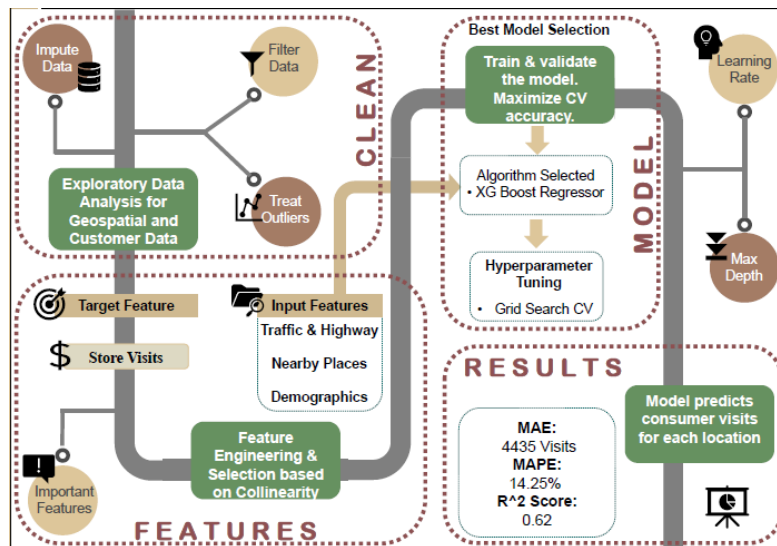 Impute
Data
Filter
Data
Treat
Outliers
CLEAN
Exploratory Data
Analysis for
Geospatial and
Customer Data
Target Feature
Store Visits
Important
Features
Input Features
Traffic & Highway
Nearby Places
Demographics
Feature
Engineering &
Selection based
on Collinearity
FEATURES
Best Model Selection
Train & validate
the model.
Maximize CV
accuracy.
Algorithm Selected
• XG Boost Regressor
Hyperparameter
Tuning
• Grid Search CV
MODEL
Learning
Rate
Max
Depth
RESULTS
MAE:
4435 Visits
MAPE:
14.25%
R^2 Score:
0.62
Model predicts
consumer visits
for each location